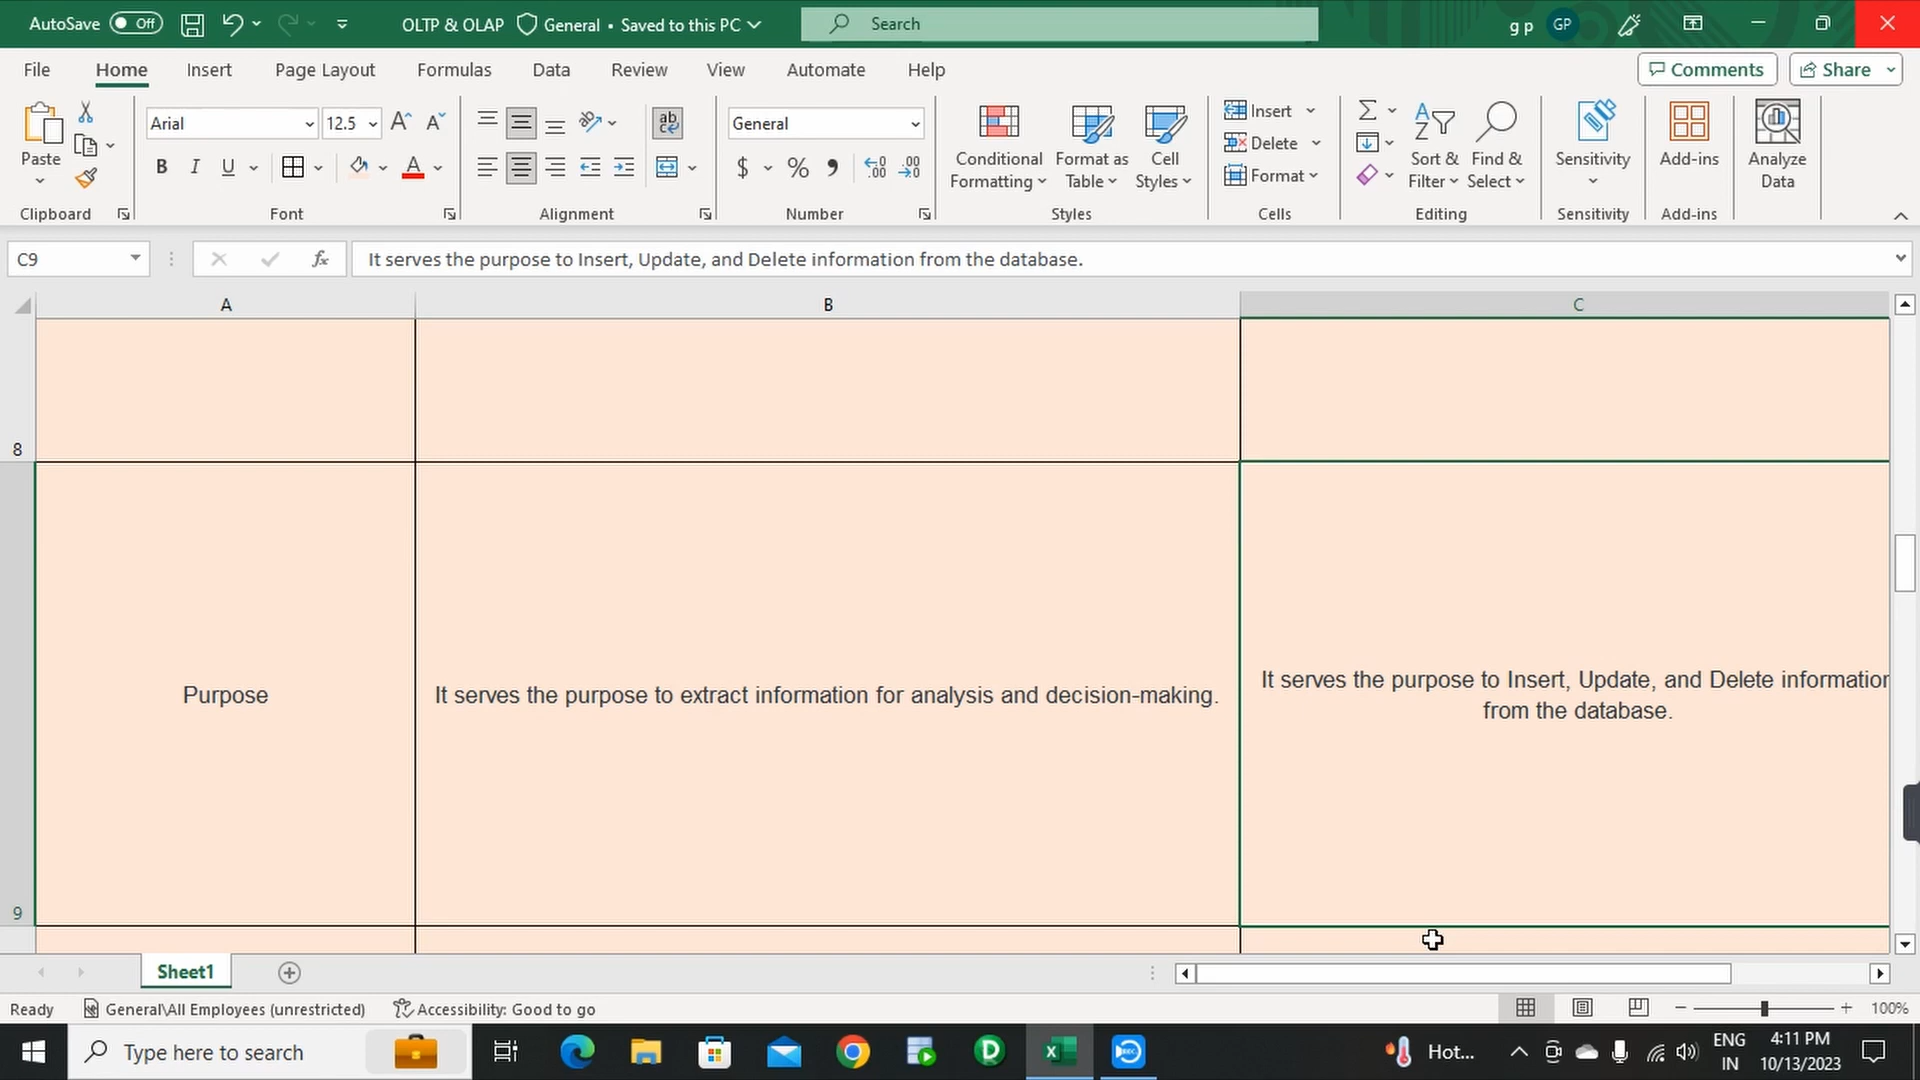 AutoSave Off OLTP & OLAP General • Saved to this PC Search g p GP
File Home Insert Page Layout Formulas Data Review View Automate Help Comments Share
Paste
Clipboard
Arial 12.5
B I U A
Font
ab
Alignment
General
$ % ,
Number
Conditional
Formatting
Format as
Table
Cell
Styles
Styles
Insert
Delete
Format
Cells
Sort &
Filter
Find &
Select
Editing
Sensitivity
Sensitivity
Add-ins
Add-ins
Analyze
Data
C9 fx It serves the purpose to Insert, Update, and Delete information from the database.
A B C
8
Purpose
It serves the purpose to extract information for analysis and decision-making.
It serves the purpose to Insert, Update, and Delete information
from the database.
9
Sheet1
Ready General\All Employees (unrestricted) Accessibility: Good to go 100%
Type here to search Hot... ENG
IN
4:11 PM
10/13/2023